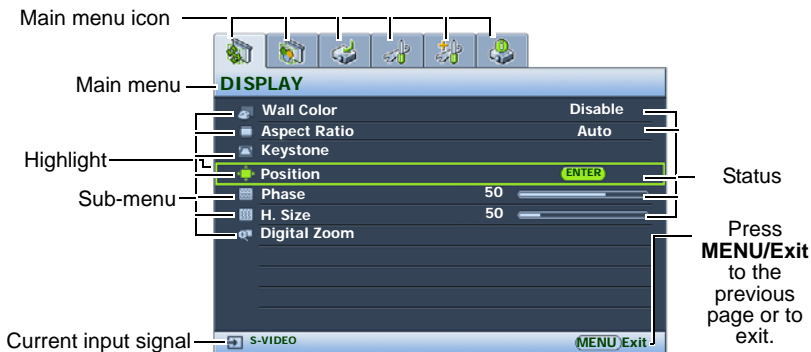 Main menu icon
Main menu
DISPLAY
Wall Color Disable
Aspect Ratio Auto
Keystone
Highlight
Position ENTER
Status
Sub-menu
Phase 50
H. Size 50
Digital Zoom
Press
MENU/Exit
to the
previous
page or to
exit.
Current input signal
S-VIDEO
MENU Exit